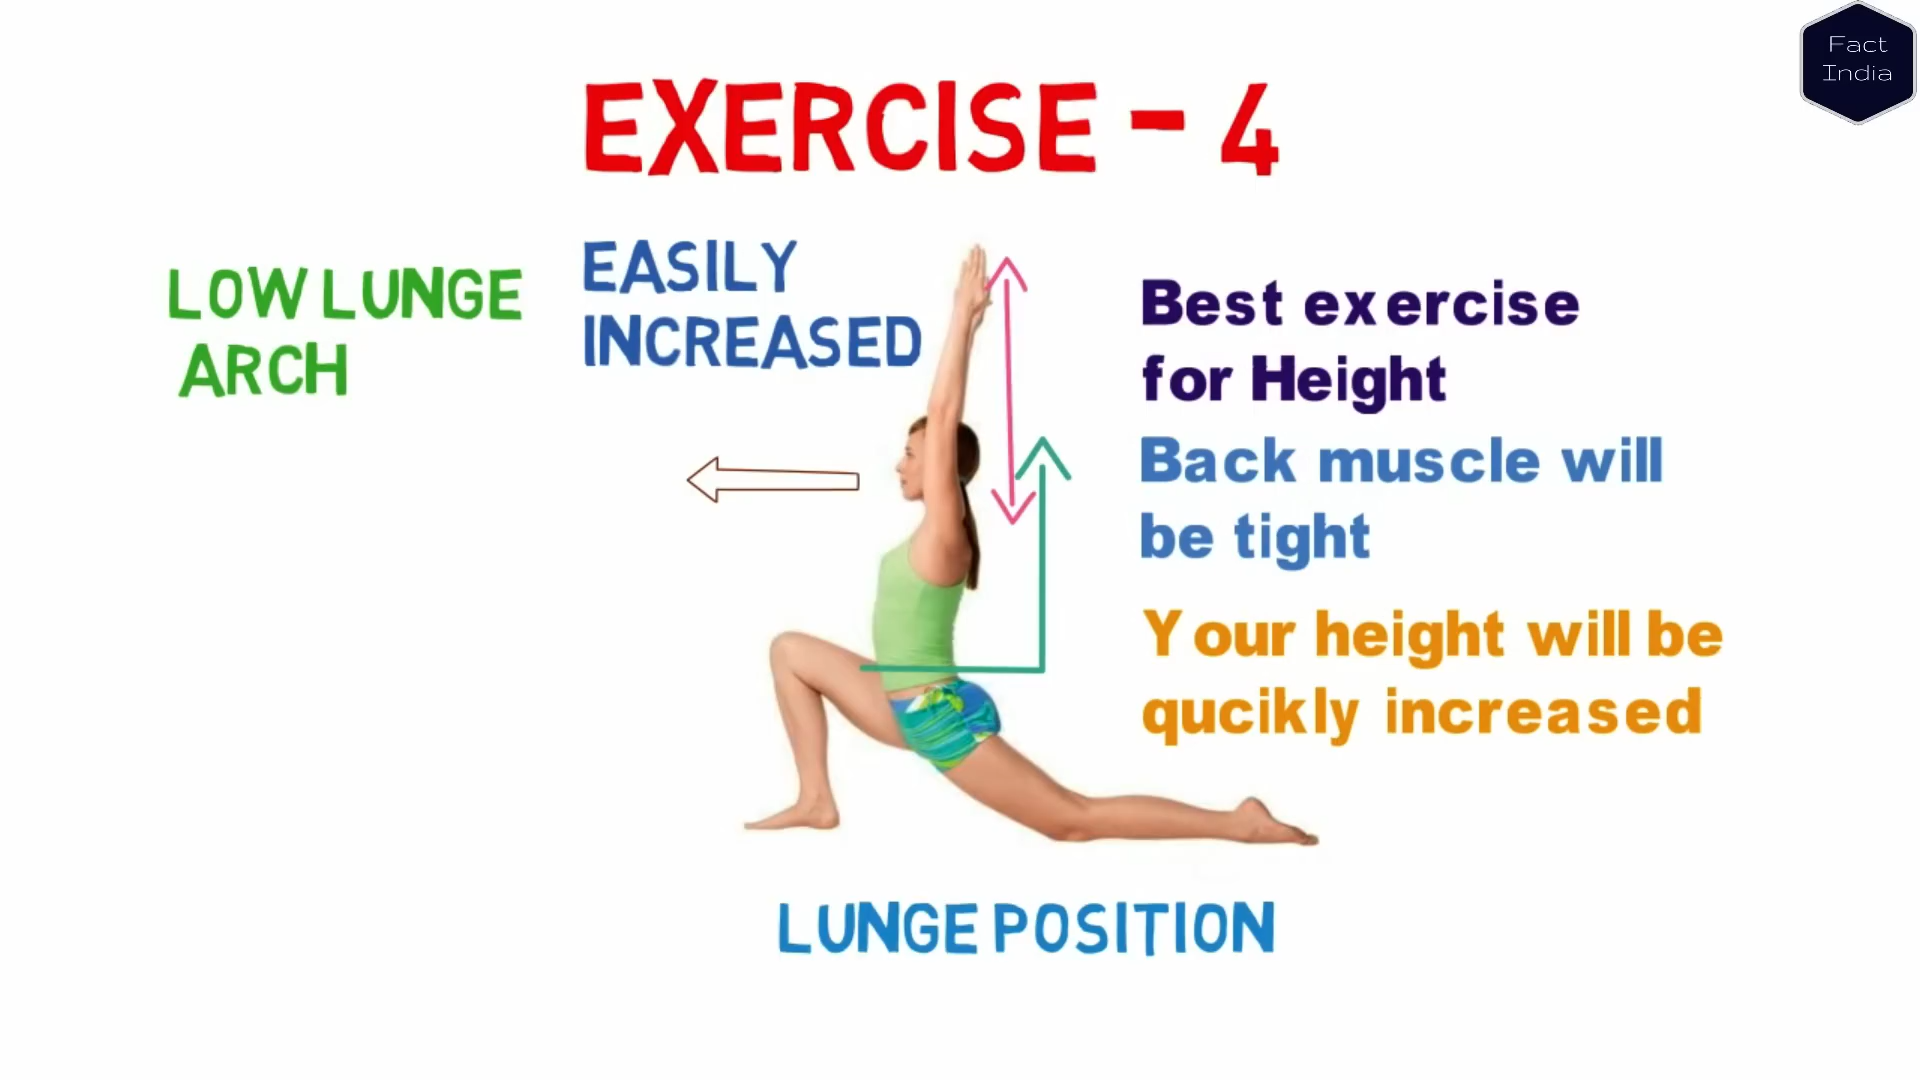 Fact
India
EXERCISE - 4
LOW LUNGE
ARCH
EASILY
INCREASED
Best exercise
for Height
Back muscle will
be tight
Your height will be
qucikly increased
LUNGE POSITION